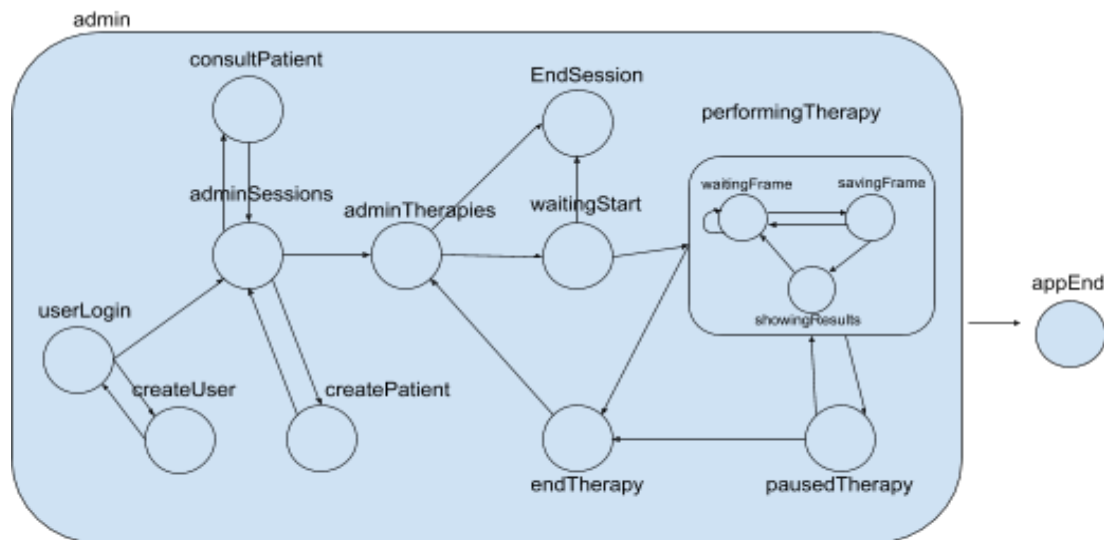 admin
consultPatient
EndSession
performingTherapy
waitingFrame
savingFrame
adminSessions
adminTherapies
waitingStart
appEnd
userLogin
showingResults
createUser
createPatient
endTherapy
pausedTherapy